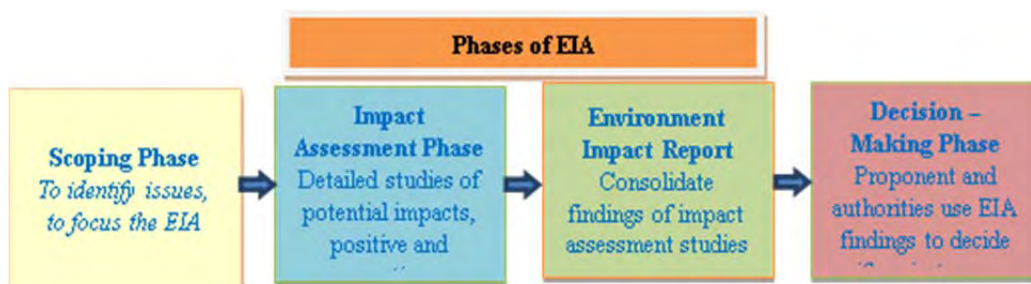 Phases of EIA
Scoping Phase
To identify issues,
to focus the EIA
Impact
Assessment Phase
Detailed studies of
potential impacts,
positive and
Environment
Impact Report
Consolidate
findings of impact
assessment studies
Decision –
Making Phase
Proponent and
authorities use EIA
findings to decide